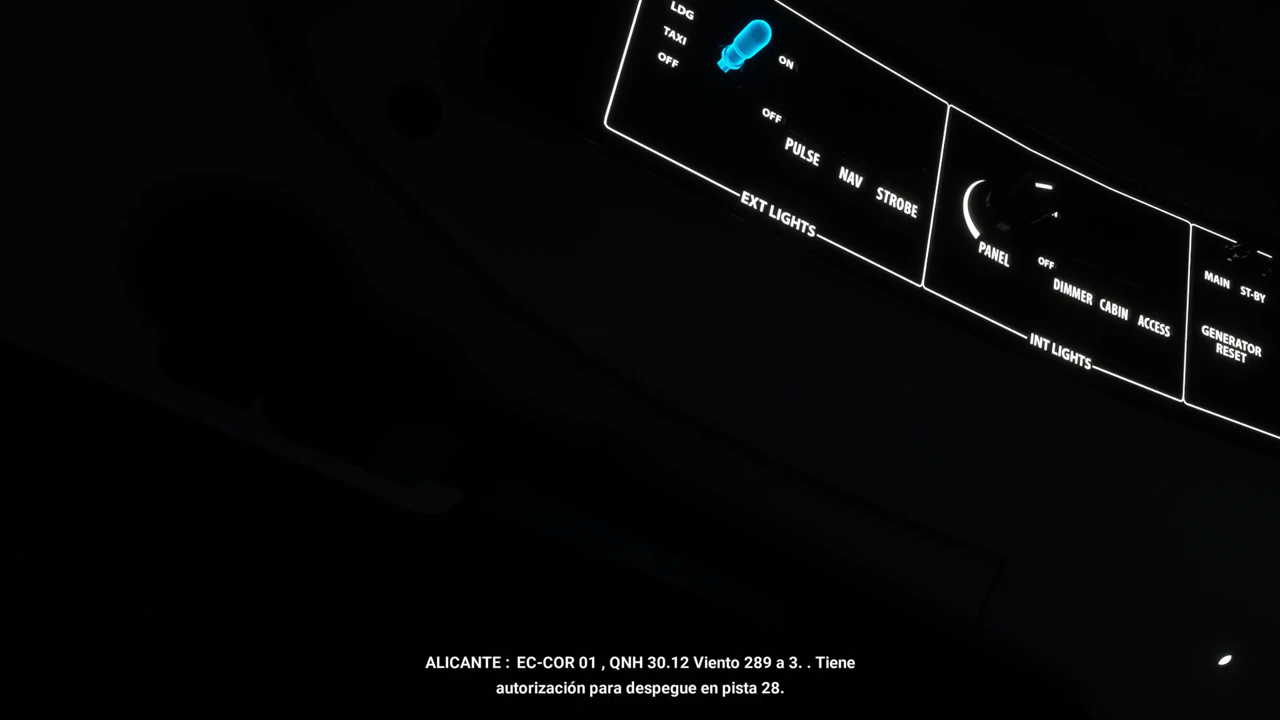 LDG
TAXI
OFF
ON
OFF
PULSE NAV STROBE
EXT LIGHTS
PANEL
OFF
DIMMER CABIN ACCESS
INT LIGHTS
MAIN ST-BY
GENERATOR
RESET
ALICANTE : EC-COR 01 , QNH 30.12 Viento 289 a 3. . Tiene
autorización para despegue en pista 28.